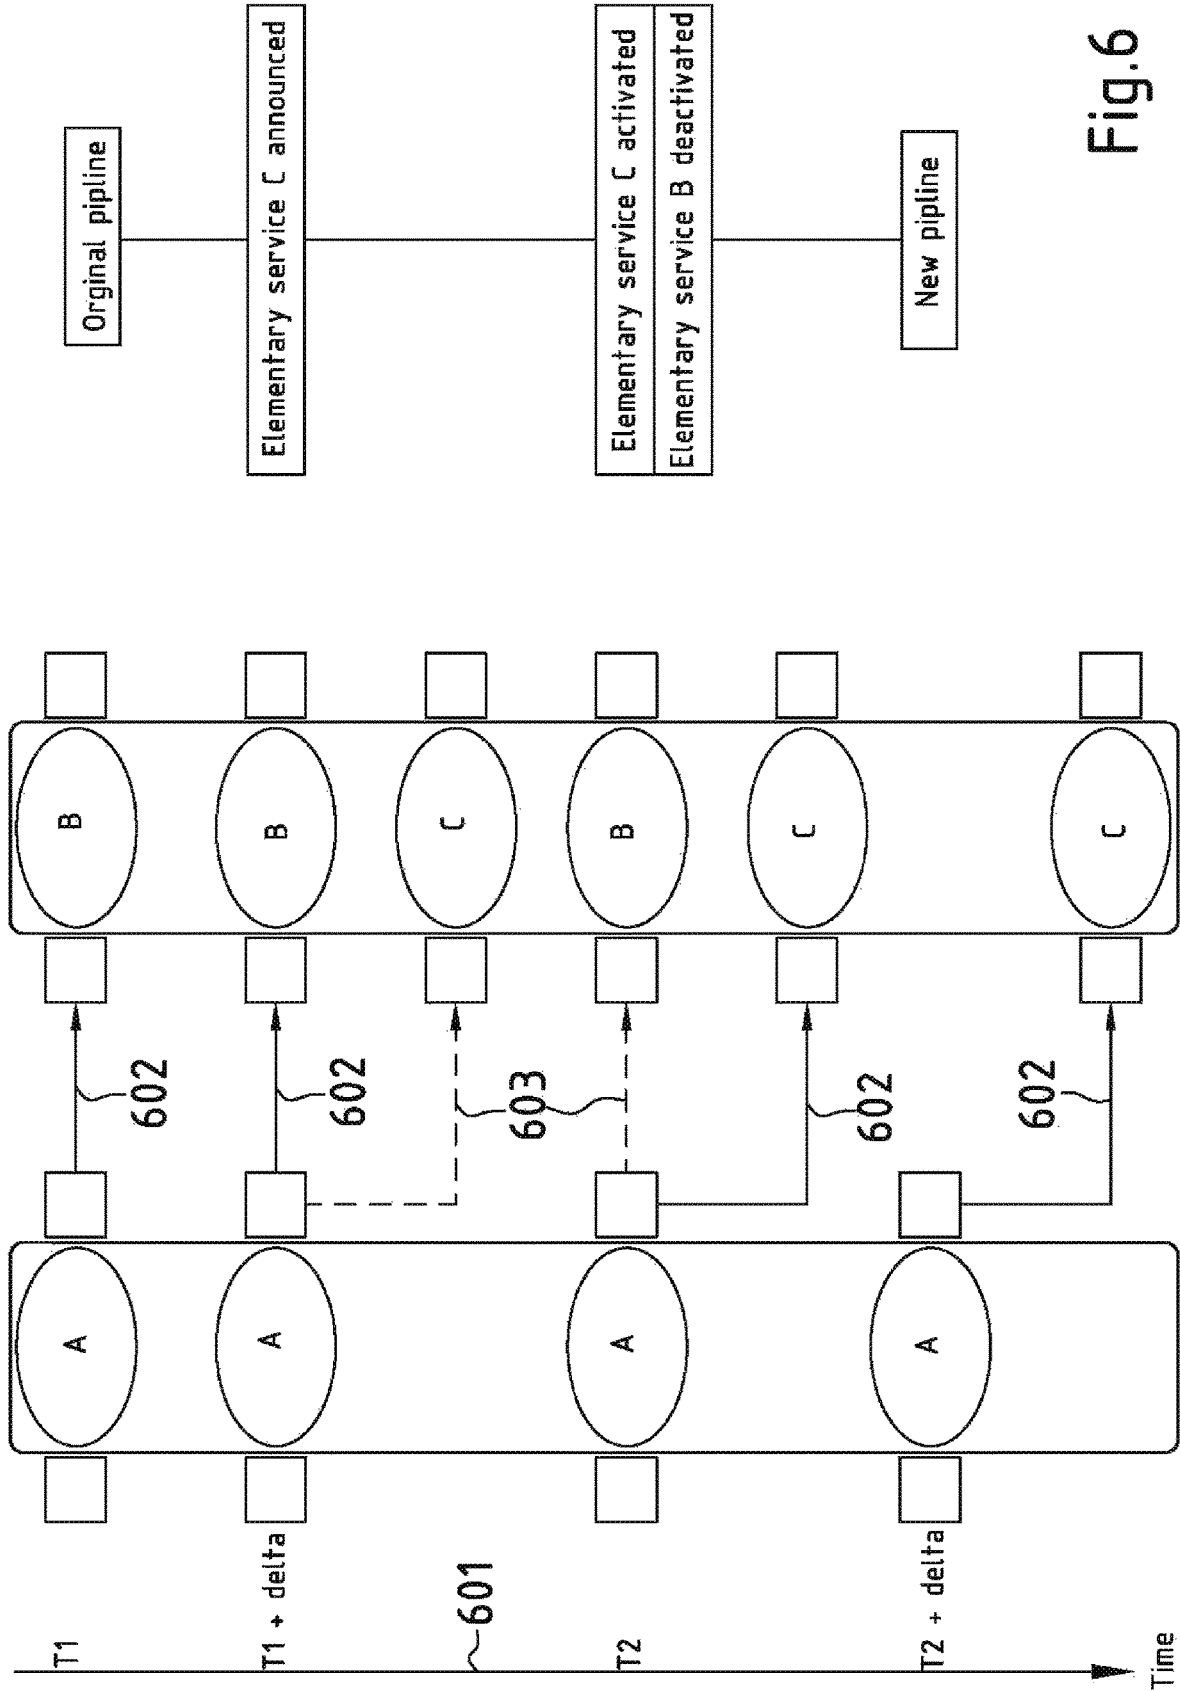 T1
A
B
Orginal pipline
602
T1 + delta
A
B
Elementary service C announced
602
601
C
603
T2
A
B
Elementary service C activated
Elementary service B deactivated
C
602
T2 + delta
A
New pipline
602
C
Fig.6
Time